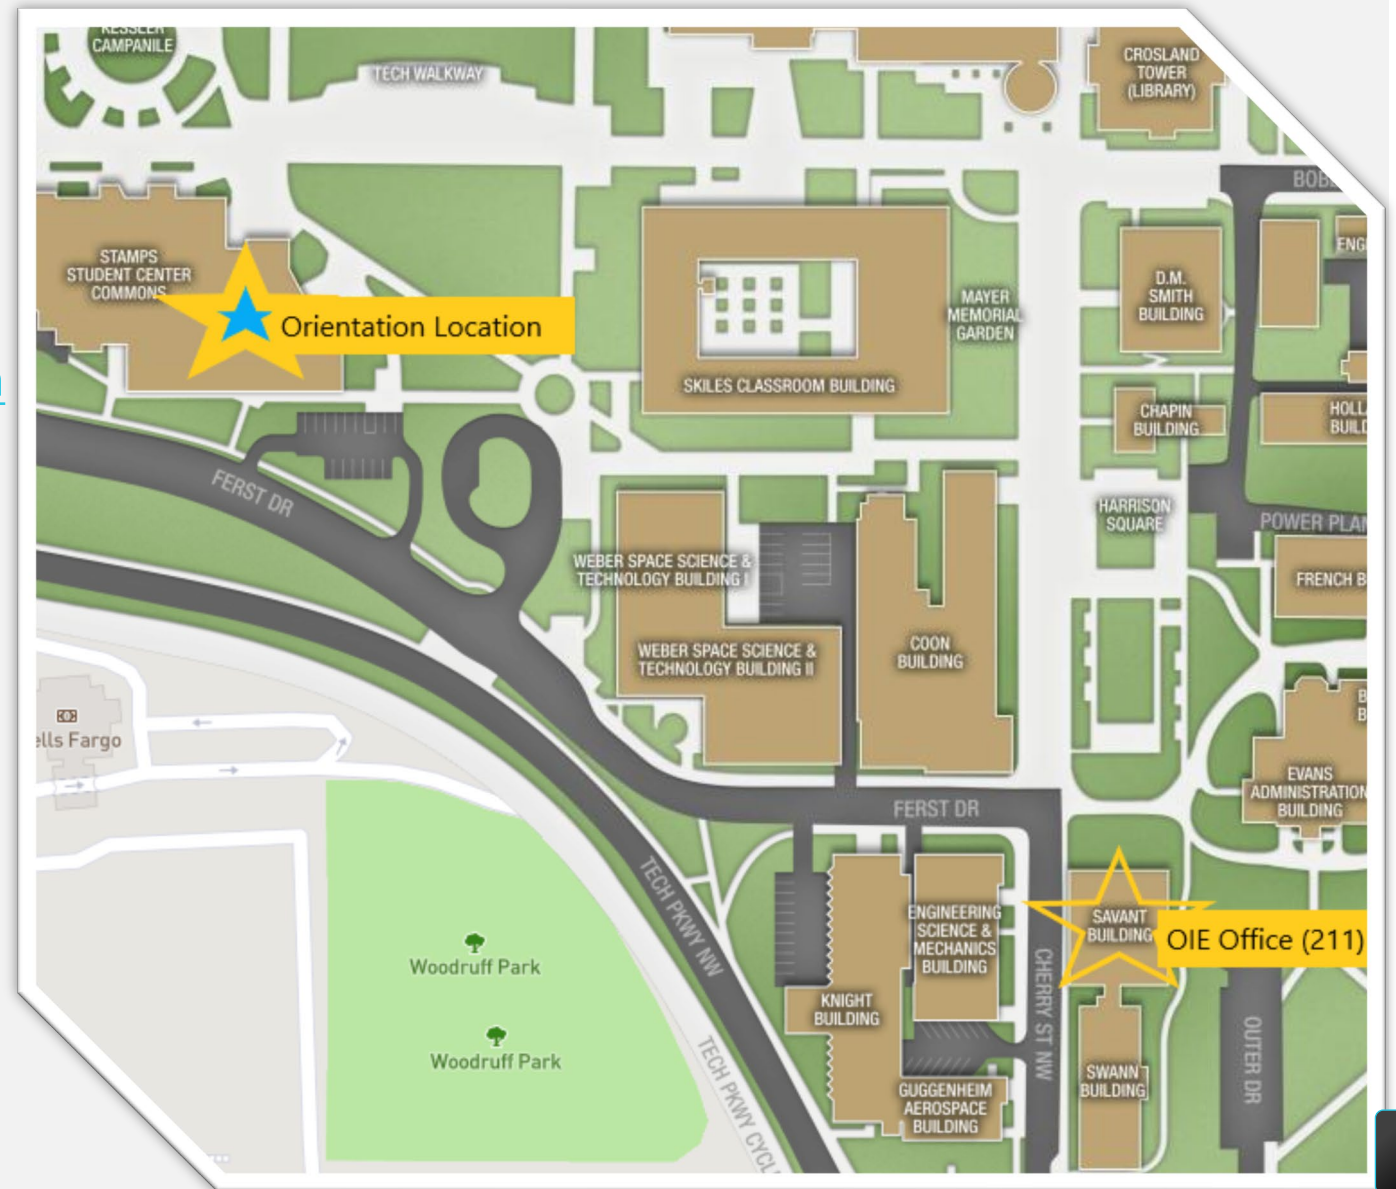 KESSLER
CAMPANILE
TECH WALKWAY
CROSLAND
TOWER
(LIBRARY)
STAMPS
STUDENT CENTER
COMMONS
Orientation Location
SKILES CLASSROOM BUILDING
MAYER
MEMORIAL
GARDEN
D.M.
SMITH
BUILDING
CHAPIN
BUILDING
HARRISON
SQUARE
FERST DR
WEBER SPACE SCIENCE &
TECHNOLOGY BUILDING I
WEBER SPACE SCIENCE &
TECHNOLOGY BUILDING II
COON
BUILDING
POWER PLAN
FRENCH B
ells Fargo
EVANS
ADMINISTRATION
BUILDING
FERST DR
TECH PKWY NW
ENGINEERING
SCIENCE &
MECHANICS
BUILDING
SAVANT
BUILDING
OIE Office (211)
Woodruff Park
Woodruff Park
KNIGHT
BUILDING
CHERRY ST NW
GUGGENHEIM
AEROSPACE
BUILDING
SWANN
BUILDING
OUTER DR
TECH PKWY CYCL